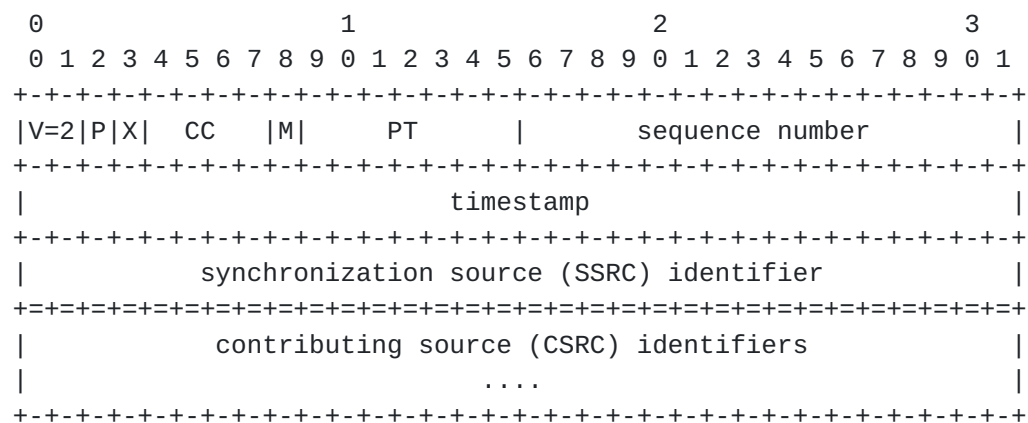 0                   1                   2                   3
 0 1 2 3 4 5 6 7 8 9 0 1 2 3 4 5 6 7 8 9 0 1 2 3 4 5 6 7 8 9 0 1
+-+-+-+-+-+-+-+-+-+-+-+-+-+-+-+-+-+-+-+-+-+-+-+-+-+-+-+-+-+-+-+-+
|V=2|P|X|  CC   |M|     PT      |       sequence number         |
+-+-+-+-+-+-+-+-+-+-+-+-+-+-+-+-+-+-+-+-+-+-+-+-+-+-+-+-+-+-+-+-+
|                           timestamp                           |
+-+-+-+-+-+-+-+-+-+-+-+-+-+-+-+-+-+-+-+-+-+-+-+-+-+-+-+-+-+-+-+-+
|           synchronization source (SSRC) identifier            |
+=+=+=+=+=+=+=+=+=+=+=+=+=+=+=+=+=+=+=+=+=+=+=+=+=+=+=+=+=+=+=+=+
|            contributing source (CSRC) identifiers             |
|                             ....                              |
+-+-+-+-+-+-+-+-+-+-+-+-+-+-+-+-+-+-+-+-+-+-+-+-+-+-+-+-+-+-+-+-+